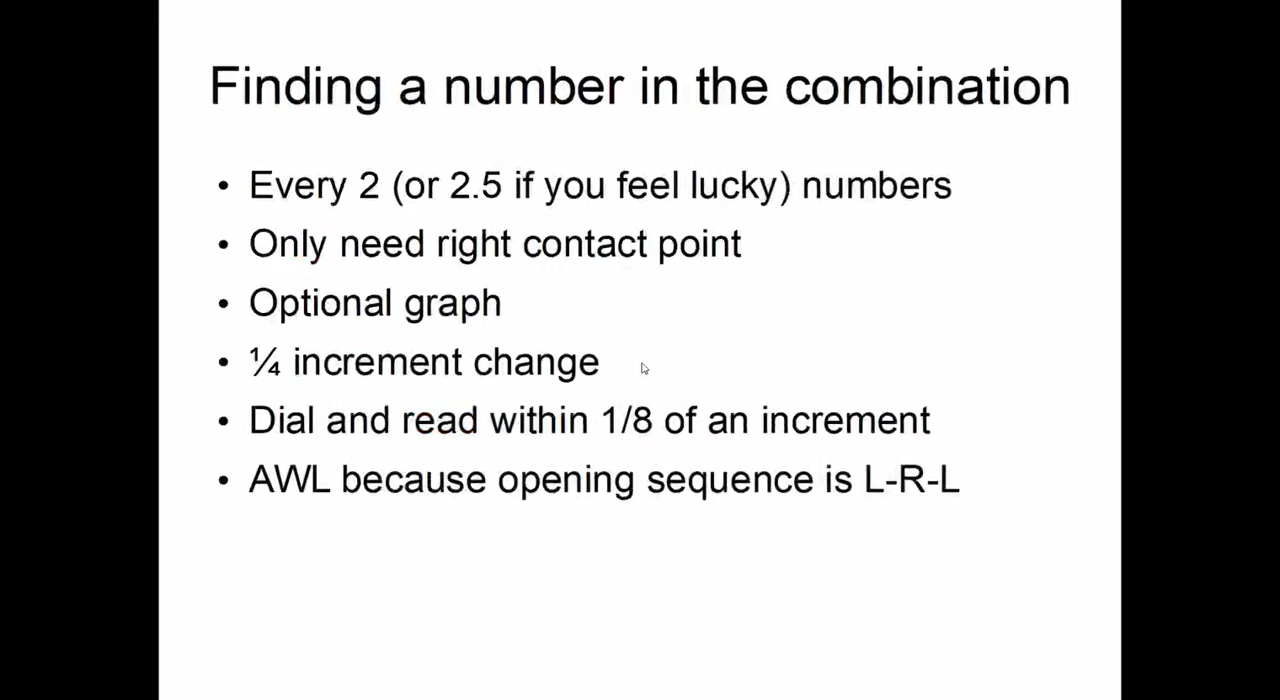 Finding a number in the combination
• Every 2 (or 2.5 if you feel lucky) numbers
• Only need right contact point
• Optional graph
• ¼ increment change
• Dial and read within 1/8 of an increment
• AWL because opening sequence is L-R-L